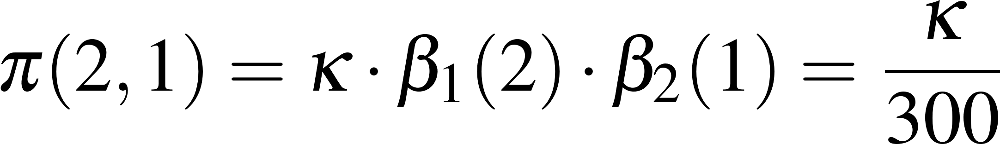 π(2, 1) = κ · β₁(2) · β₂(1) = κ/300